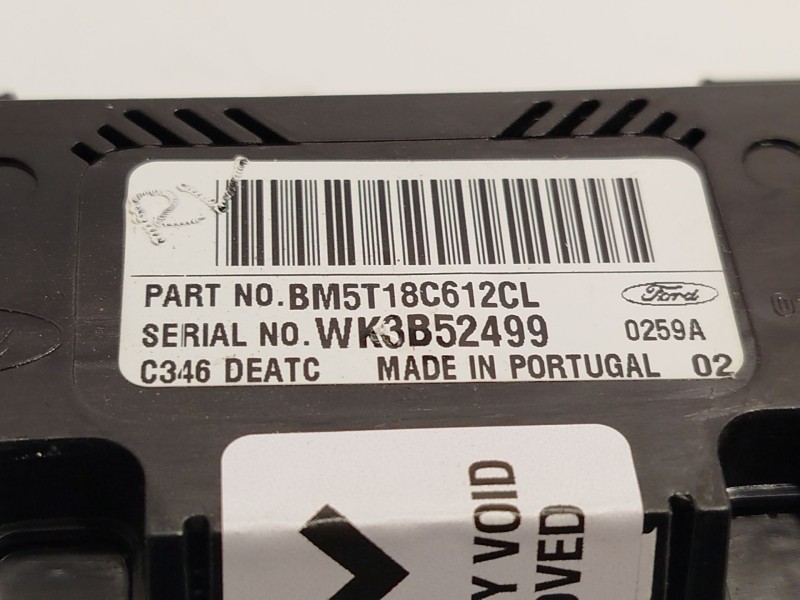 PART NO. BM5T18C612CL
Ford
SERIAL NO. WK3B52499
0259A
C346 DEATC MADE IN PORTUGAL 02
Y VOID
OVED